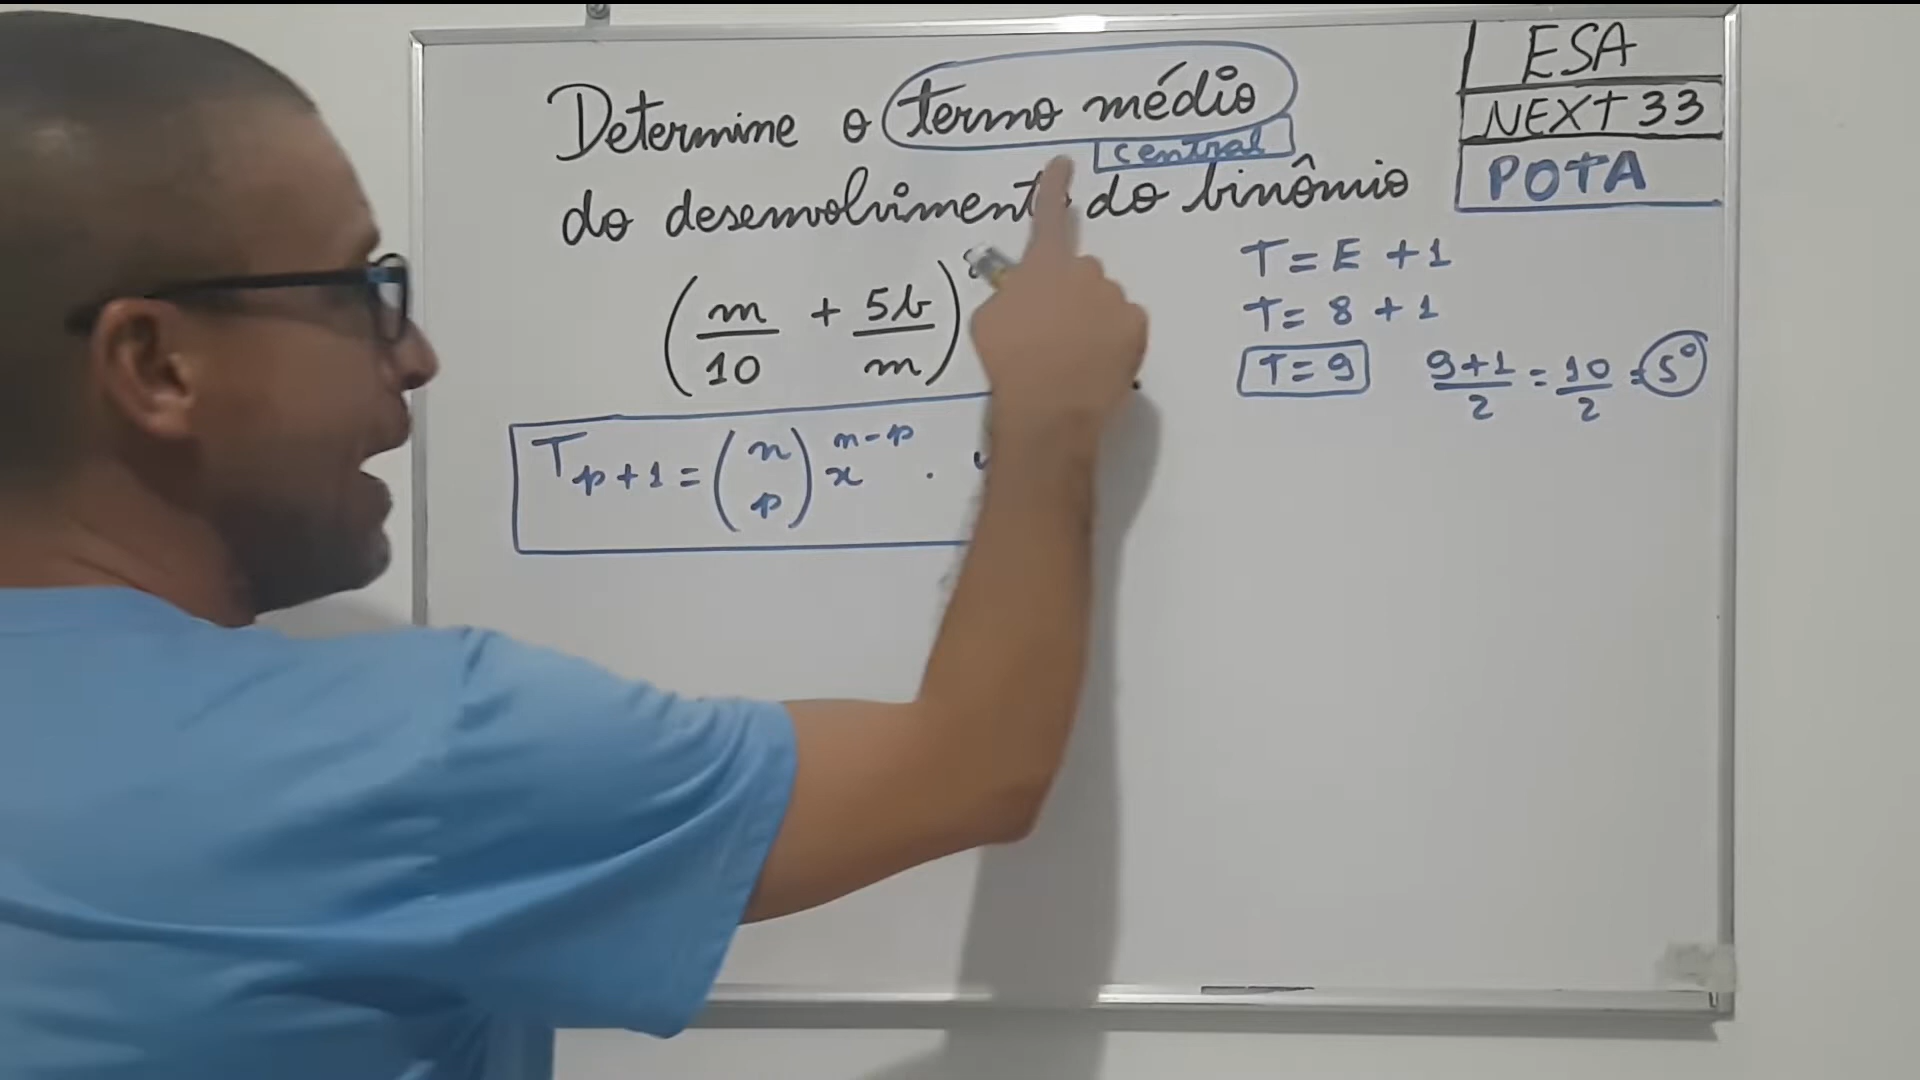 Determine o termo médio
central
do desenvolvimento do binômio
(m/10 + 5b/m)^8
T p+1 = (n p) x^n-p .
ESA
NEXT 33
POTA
T = E + 1
T = 8 + 1
T = 9
9+1/2 = 10/2 = 5°